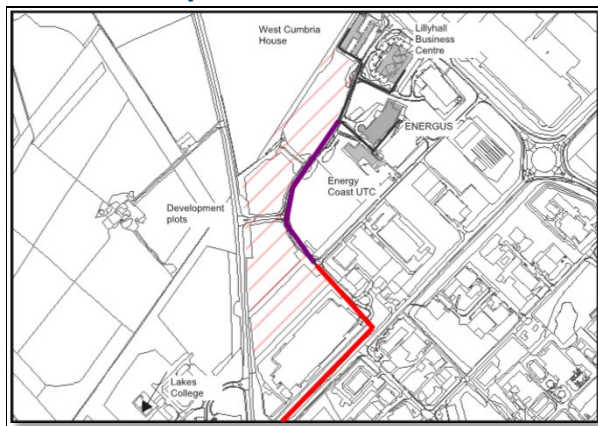 West Cumbria
House
Lillyhall
Business
Centre
ENERGUS
Energy
Coast UTC
Development
plots
Lakes
College